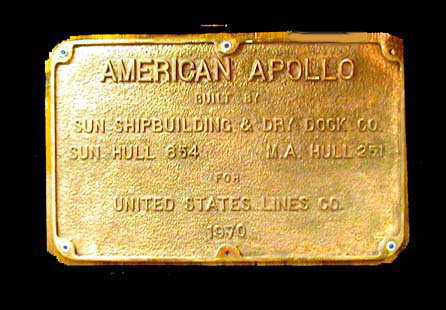 AMERICAN APOLLO
BUILT BY
SUN SHIPBUILDING & DRY DOCK CO.
SUN HULL 654 M.A. HULL 251
FOR
UNITED STATES LINES CO.
1970